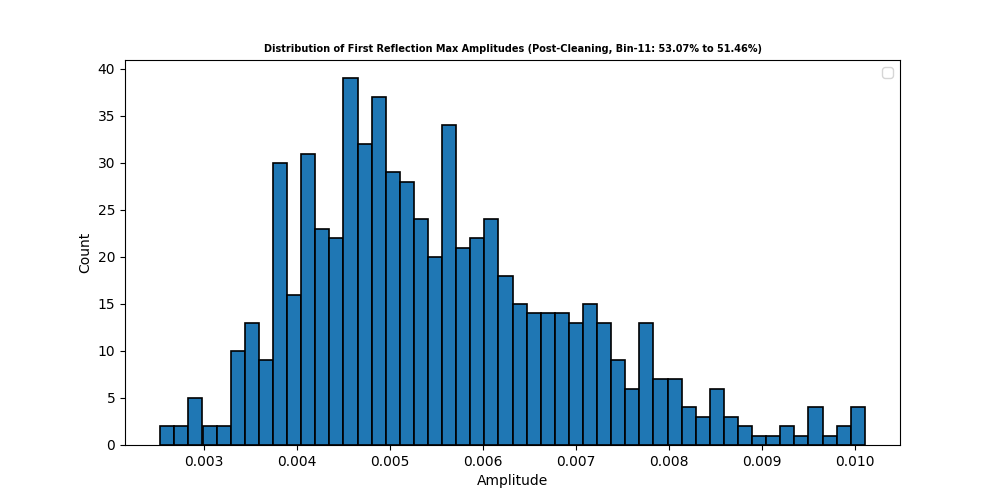 Distribution of First Reflection Max Amplitudes (Post-Cleaning, Bin-11: 53.07% to 51.46%)
40
35
30
25
20
15
10
5
0
Count
0.003 0.004 0.005 0.006 0.007 0.008 0.009 0.010
Amplitude